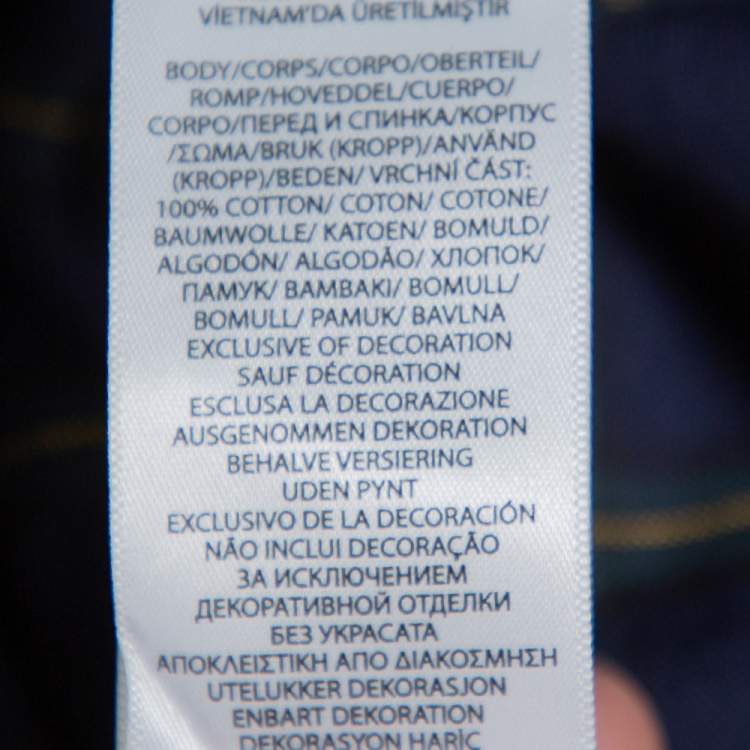 VİETNAM'DA ÜRETİLMİŞTİR
BODY/CORPS/CORPO/OBERTEIL/
ROMP/HOVEDDEL/CUERPO/
CORPO/ПЕРЕД И СПИНКА/КОРПУС
/ΣΩΜΑ/BRUK (KROPP)/ANVÄND
(KROPP)/BEDEN/ VRCHNÍ ČÁST:
100% COTTON/ COTON/ COTONE/
BAUMWOLLE/ KATOEN/ BOMULD/
ALGODÓN/ ALGODÃO/ ХЛОПОК/
ПАМУК/ BAMBAKI/ BOMULL/
BOMULL/ PAMUK/ BAVLNA
EXCLUSIVE OF DECORATION
SAUF DÉCORATION
ESCLUSA LA DECORAZIONE
AUSGENOMMEN DEKORATION
BEHALVE VERSIERING
UDEN PYNT
EXCLUSIVO DE LA DECORACIÓN
NÃO INCLUI DECORAÇÃO
ЗА ИСКЛЮЧЕНИЕМ
ДЕКОРАТИВНОЙ ОТДЕЛКИ
БЕЗ УКРАСАТА
ΑΠΟΚΛΕΙΣΤΙΚΗ ΑΠΟ ΔΙΑΚΟΣΜΗΣΗ
UTELUKKER DEKORASJON
ENBART DEKORATION
DEKORASYON HARİÇ